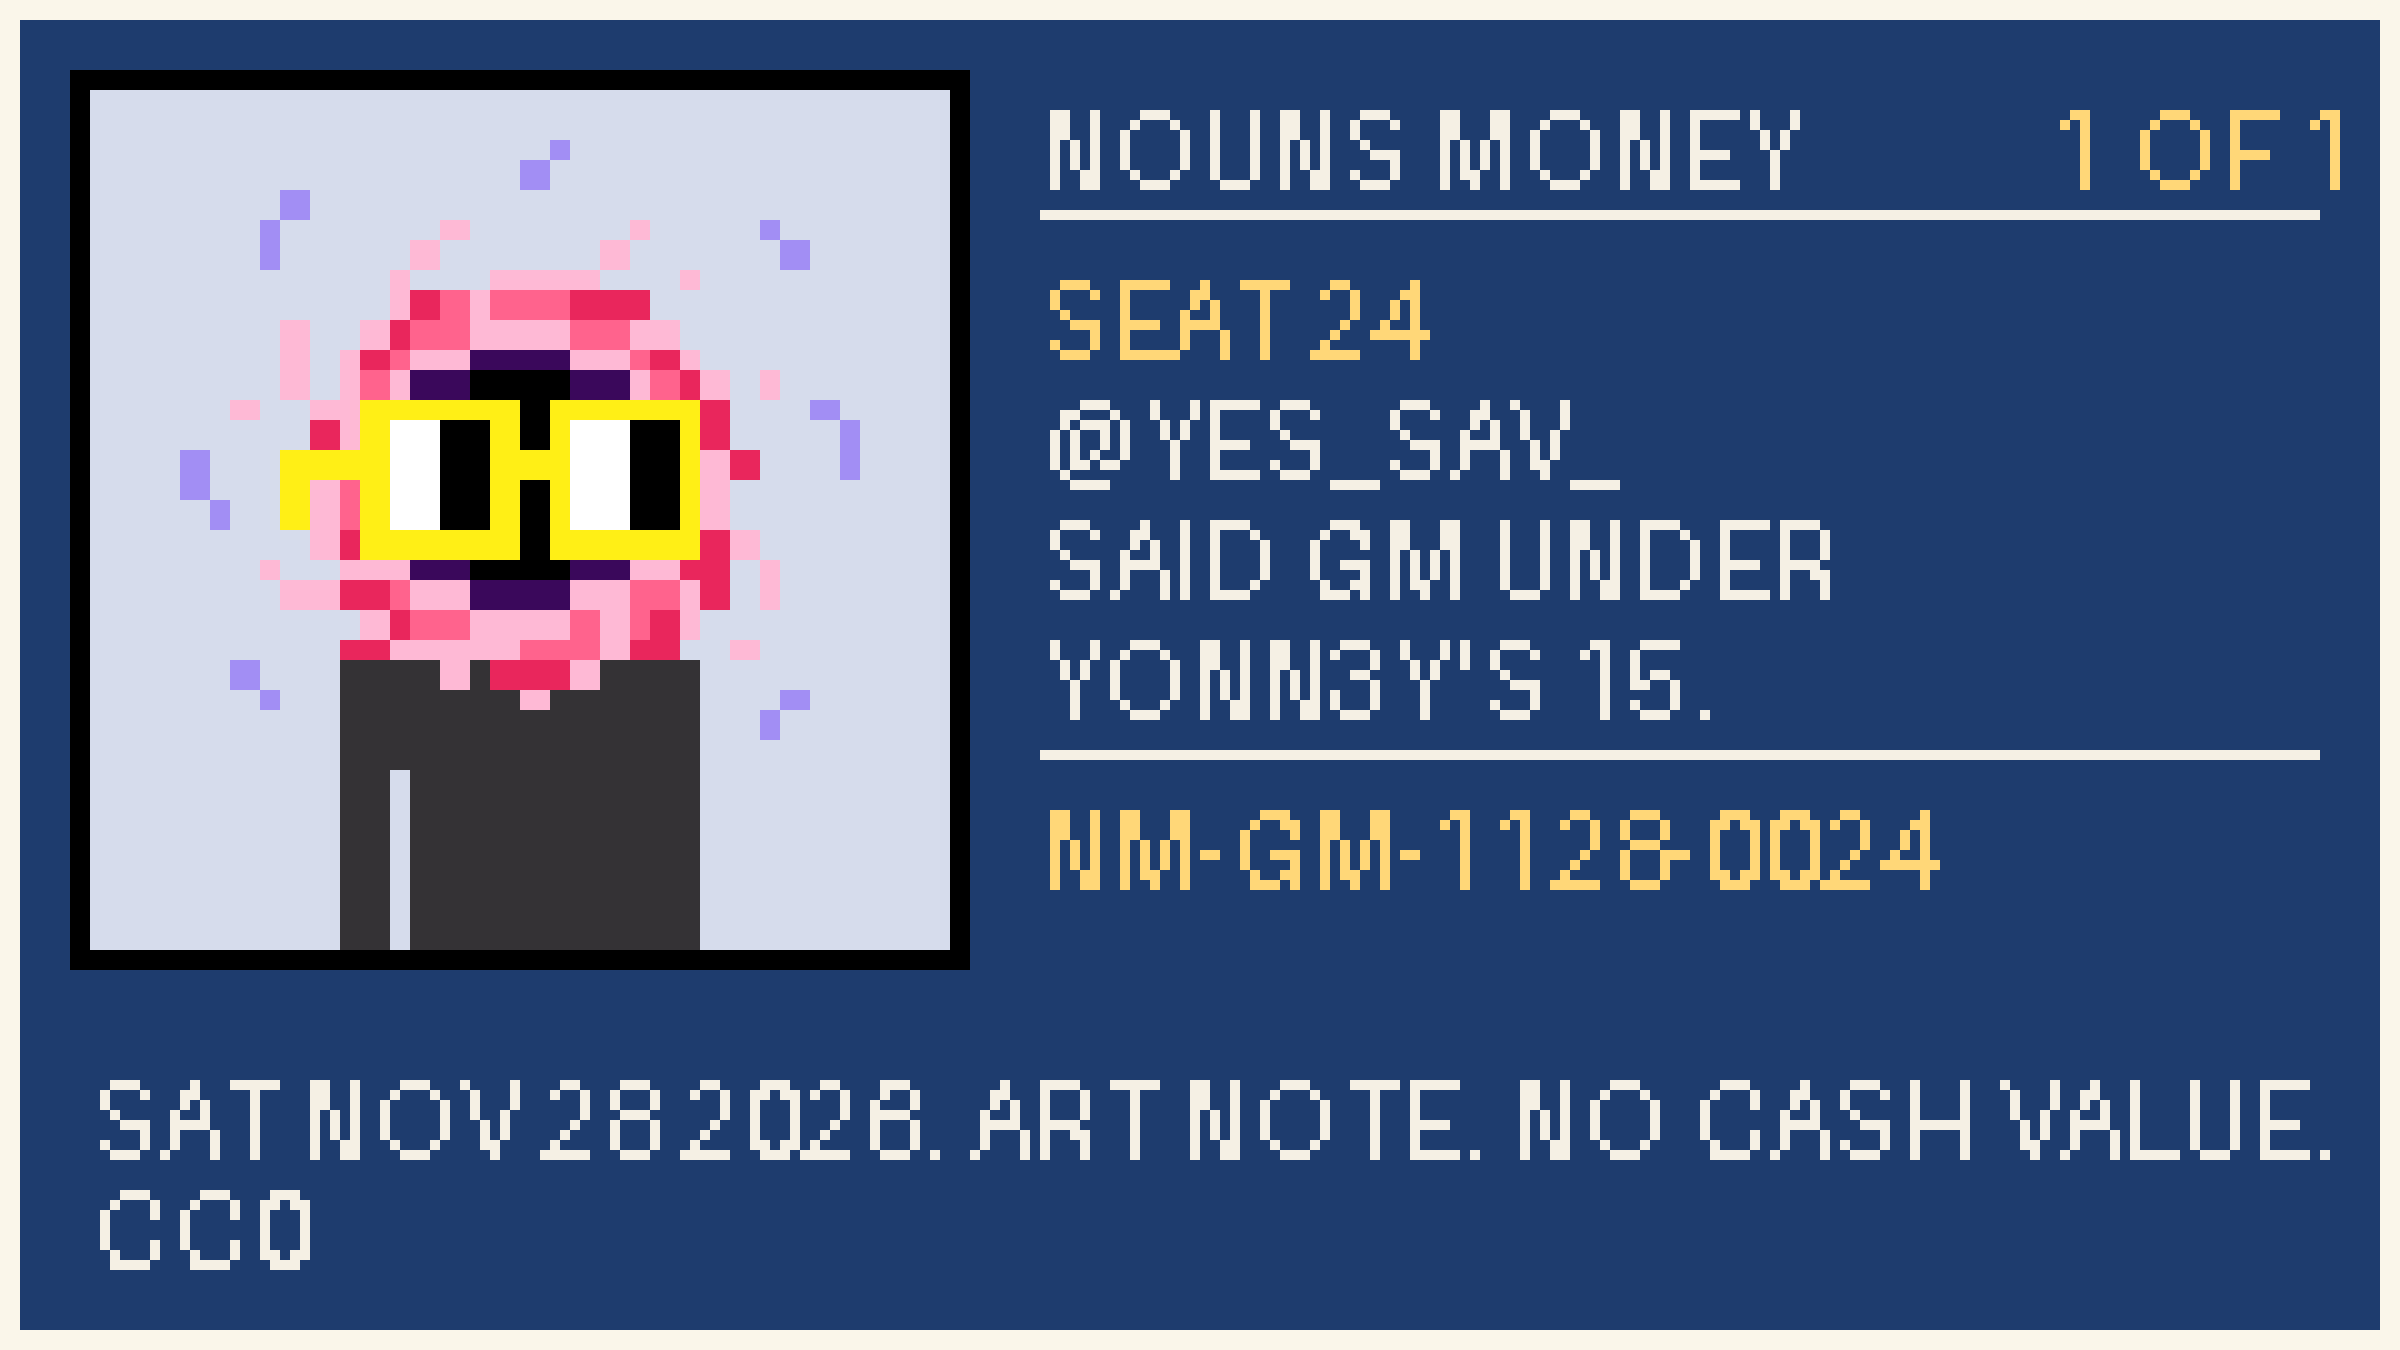 NOUNS MONEY 1 OF 1
SEAT 24
@YES_SAV_
SAID GM UNDER
YONN3Y'S 15.
NM-GM-1128-0024
SAT NOV 28 2026. ART NOTE. NO CASH VALUE.
CC0